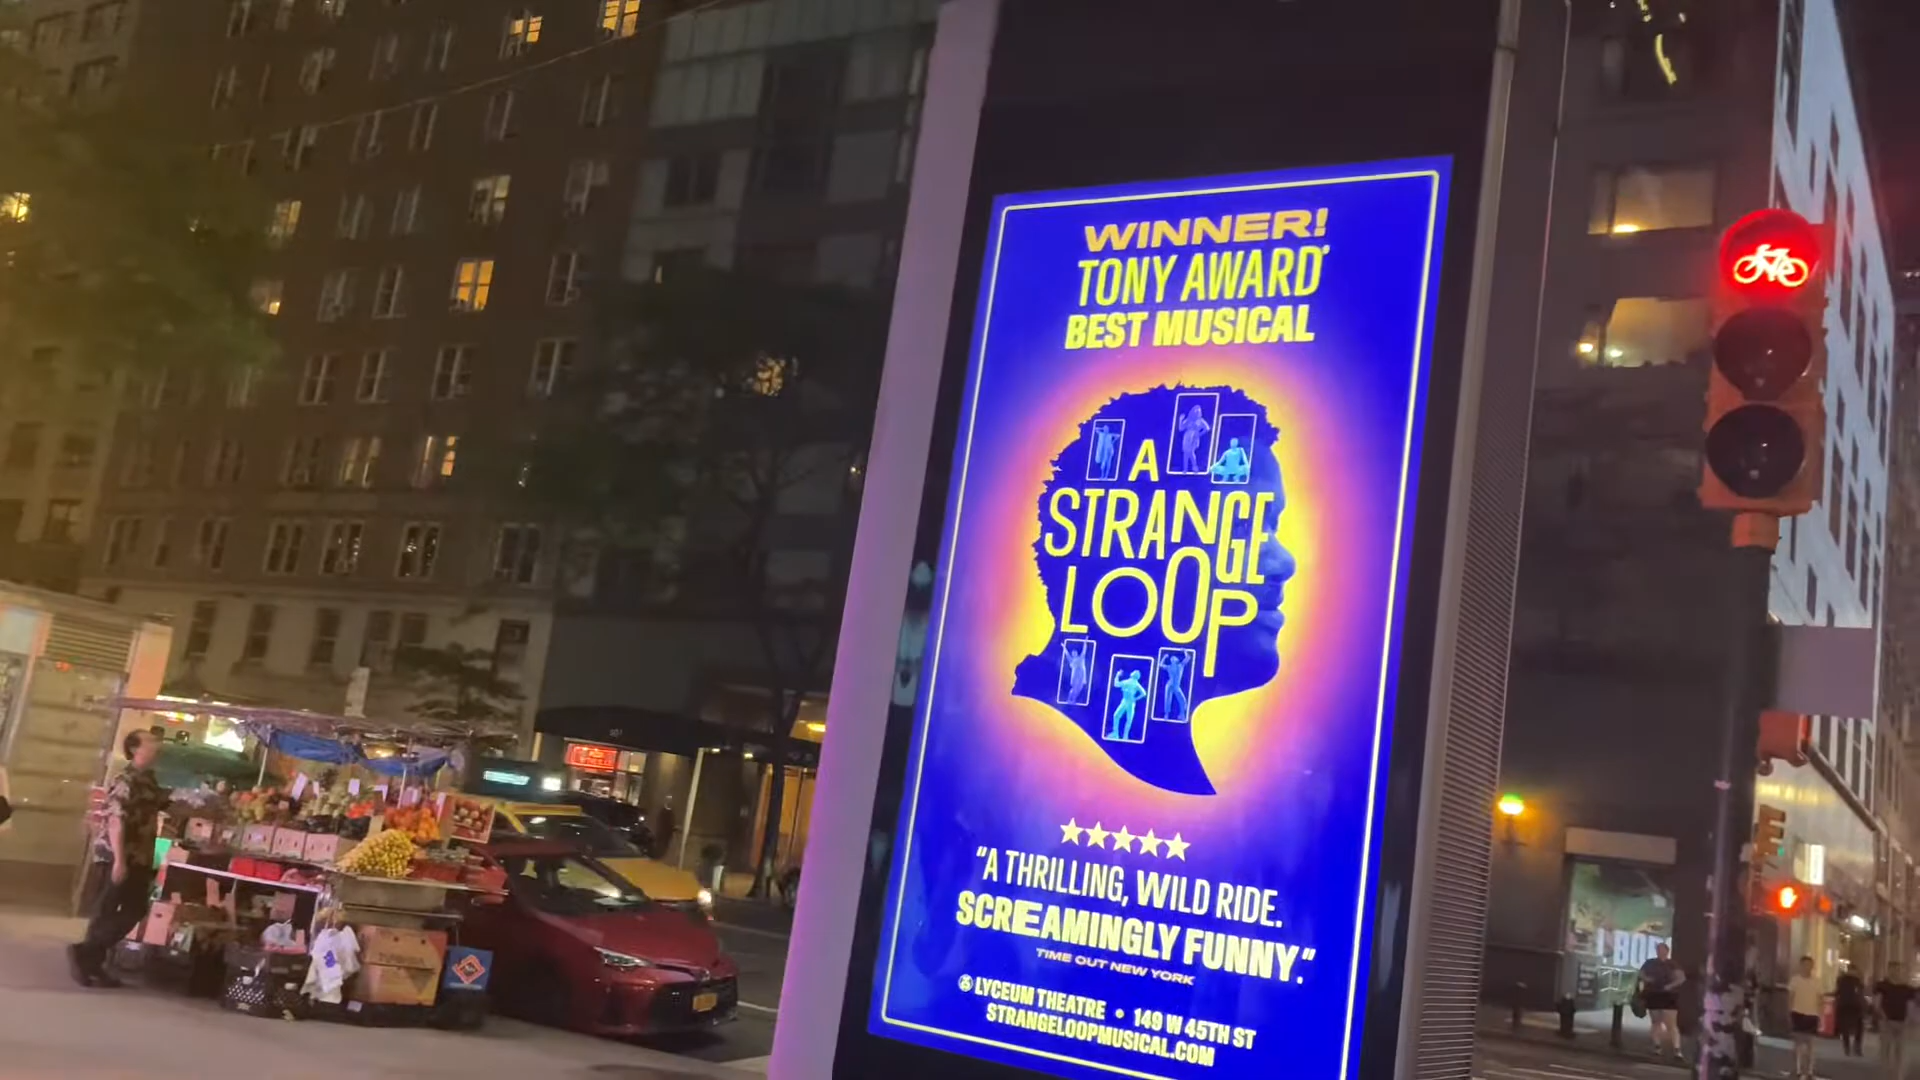 WINNER!
TONY AWARD®
BEST MUSICAL
A
STRANGE
LOOP
★★★★★
“A THRILLING, WILD RIDE.
SCREAMINGLY FUNNY.”
TIME OUT NEW YORK
LYCEUM THEATRE • 149 W 45TH ST
STRANGELOOPMUSICAL.COM